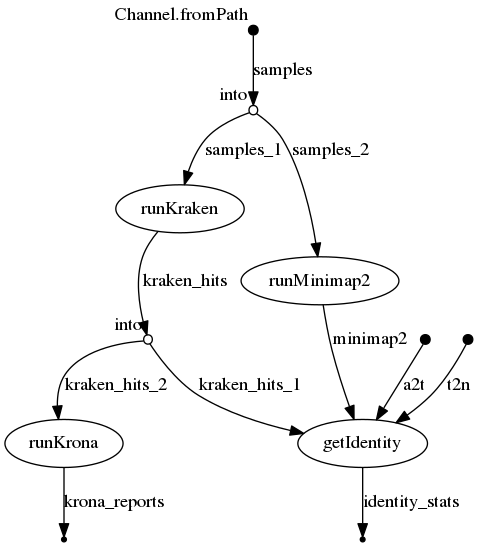 Channel.fromPath
samples
into
samples_1
samples_2
runKraken
runMinimap2
kraken_hits
into
minimap2
kraken_hits_2
kraken_hits_1
a2t
t2n
runKrona
getIdentity
krona_reports
identity_stats